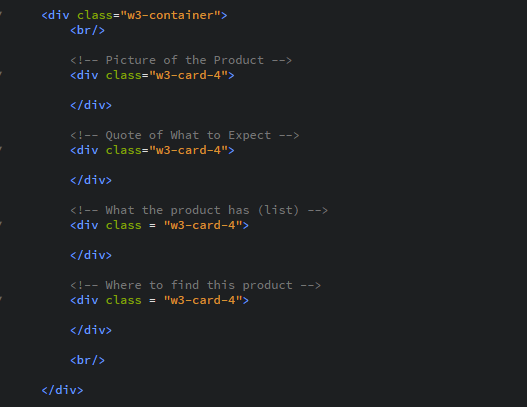 <div class="w3-container">
<br/>
<!-- Picture of the Product -->
<div class="w3-card-4">
</div>
<!-- Quote of What to Expect -->
<div class="w3-card-4">
</div>
<!-- What the product has (list) -->
<div class = "w3-card-4">
</div>
<!-- Where to find this product -->
<div class = "w3-card-4">
</div>
<br/>
</div>